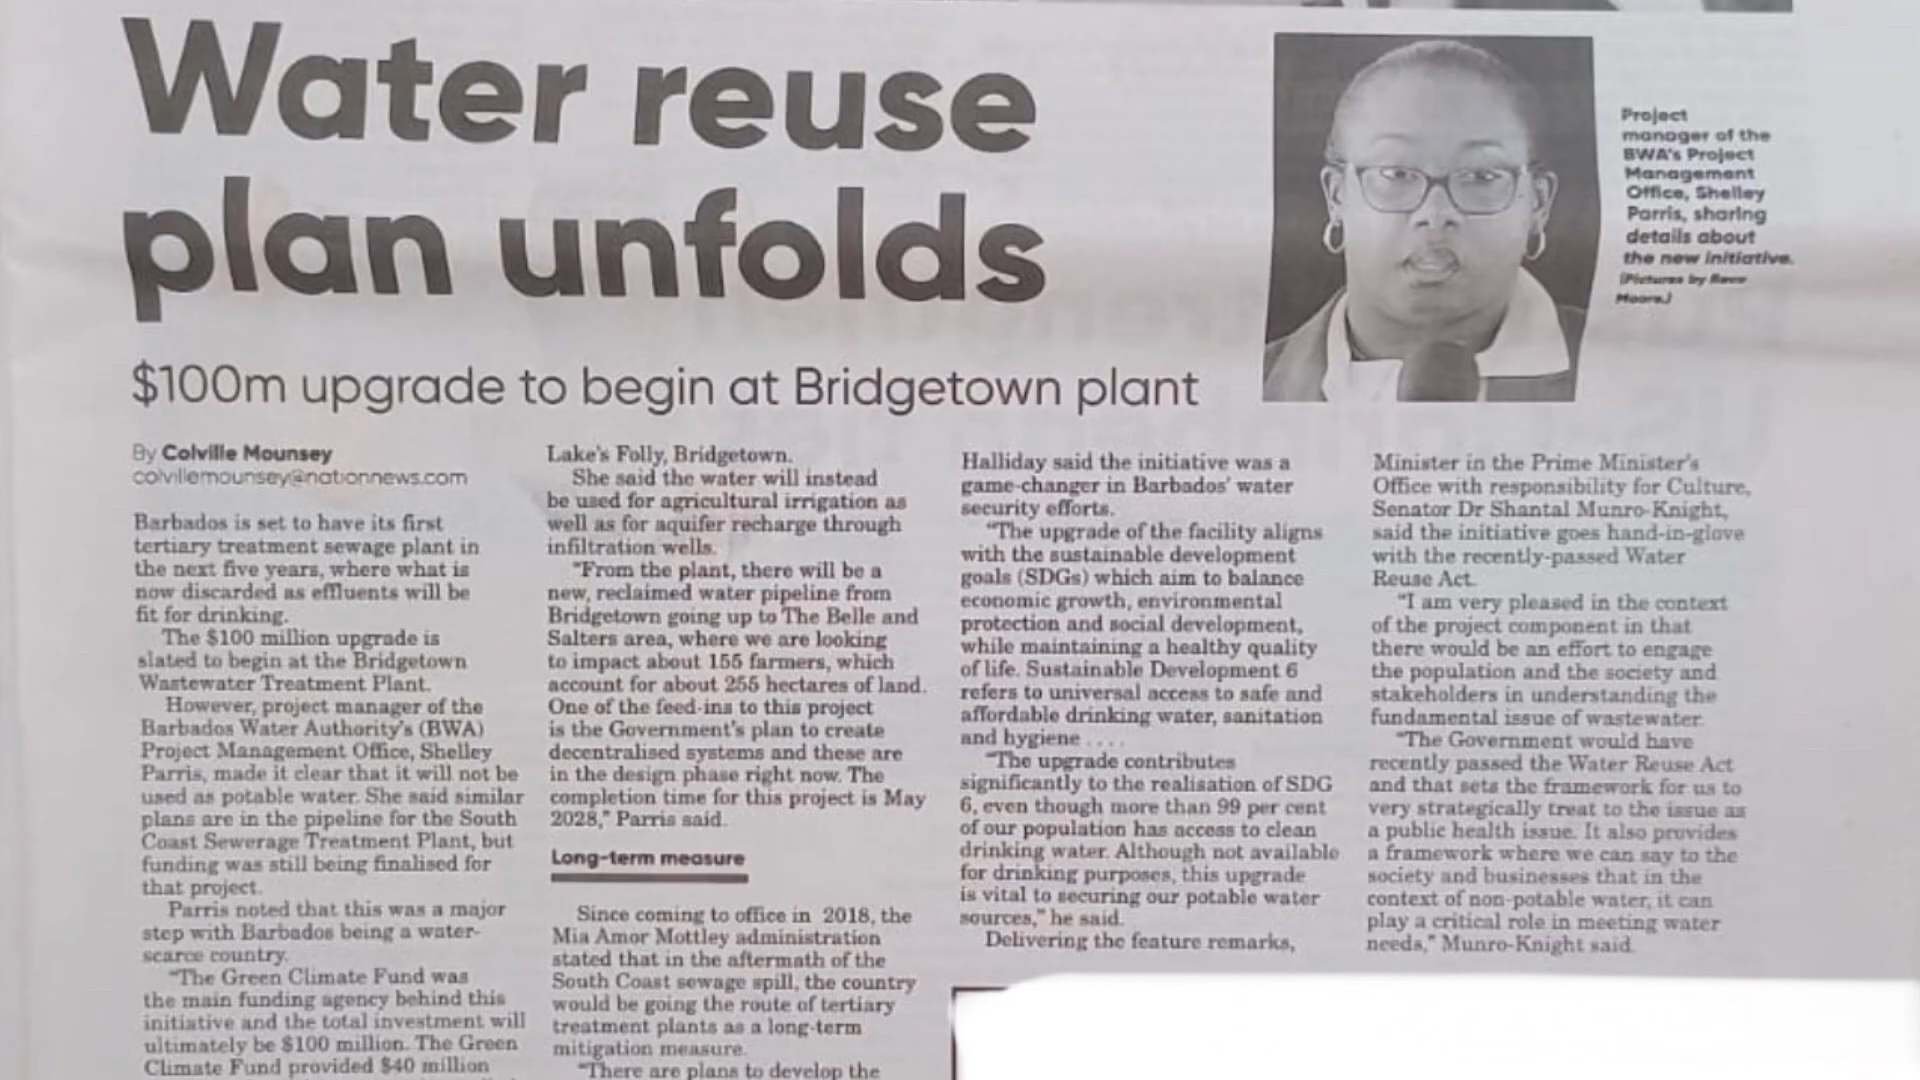 Water reuse
plan unfolds
$100m upgrade to begin at Bridgetown plant
Project
manager of the
BWA's Project
Management
Office, Shelley
Parris, sharing
details about
the new initiative.
(Pictures by
By Colville Mounsey
colvillemounsey@nationnews.com
Barbados is set to have its first
tertiary treatment sewage plant in
the next five years, where what is
now discarded as effluents will be
fit for drinking.
The $100 million upgrade is
slated to begin at the Bridgetown
Wastewater Treatment Plant.
However, project manager of the
Barbados Water Authority's (BWA)
Project Management Office, Shelley
Parris, made it clear that it will not be
used as potable water. She said similar
plans are in the pipeline for the South
Coast Sewerage Treatment Plant, but
funding was still being finalised for
that project.
Parris noted that this was a major
step with Barbados being a water-
scarce country.
"The Green Climate Fund was
the main funding agency behind this
initiative and the total investment will
ultimately be $100 million. The Green
Climate Fund provided $40 million
Lake's Folly, Bridgetown.
She said the water will instead
be used for agricultural irrigation as
well as for aquifer recharge through
infiltration wells.
"From the plant, there will be a
new, reclaimed water pipeline from
Bridgetown going up to The Belle and
Salters area, where we are looking
to impact about 155 farmers, which
account for about 255 hectares of land.
One of the feed-ins to this project
is the Government's plan to create
decentralised systems and these are
in the design phase right now. The
completion time for this project is May
2028," Parris said.
Long-term measure
Since coming to office in 2018, the
Mia Amor Mottley administration
stated that in the aftermath of the
South Coast sewage spill, the country
would be going the route of tertiary
treatment plants as a long-term
mitigation measure.
"There are plans to develop the
Halliday said the initiative was a
game-changer in Barbados' water
security efforts.
"The upgrade of the facility aligns
with the sustainable development
goals (SDGs) which aim to balance
economic growth, environmental
protection and social development,
while maintaining a healthy quality
of life. Sustainable Development 6
refers to universal access to safe and
affordable drinking water, sanitation
and hygiene . . . .
"The upgrade contributes
significantly to the realisation of SDG
6, even though more than 99 per cent
of our population has access to clean
drinking water. Although not available
for drinking purposes, this upgrade
is vital to securing our potable water
sources," he said.
Delivering the feature remarks,
Minister in the Prime Minister's
Office with responsibility for Culture,
Senator Dr Shantal Munro-Knight,
said the initiative goes hand-in-glove
with the recently-passed Water
Reuse Act.
"I am very pleased in the context
of the project component in that
there would be an effort to engage
the population and the society and
stakeholders in understanding the
fundamental issue of wastewater.
"The Government would have
recently passed the Water Reuse Act
and that sets the framework for us to
very strategically treat to the issue as
a public health issue. It also provides
a framework where we can say to the
society and businesses that in the
context of non-potable water, it can
play a critical role in meeting water
needs," Munro-Knight said.